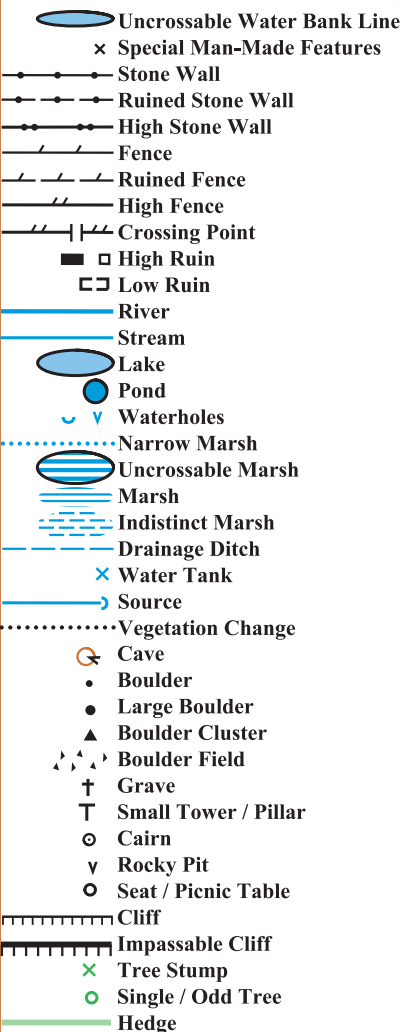 Uncrossable Water Bank Line
Special Man-Made Features
Stone Wall
Ruined Stone Wall
High Stone Wall
Fence
Ruined Fence
High Fence
Crossing Point
High Ruin
Low Ruin
River
Stream
Lake
Pond
Waterholes
Narrow Marsh
Uncrossable Marsh
Marsh
Indistinct Marsh
Drainage Ditch
Water Tank
Source
Vegetation Change
Cave
Boulder
Large Boulder
Boulder Cluster
Boulder Field
Grave
Small Tower / Pillar
Cairn
Rocky Pit
Seat / Picnic Table
Cliff
Impassable Cliff
Tree Stump
Single / Odd Tree
Hedge